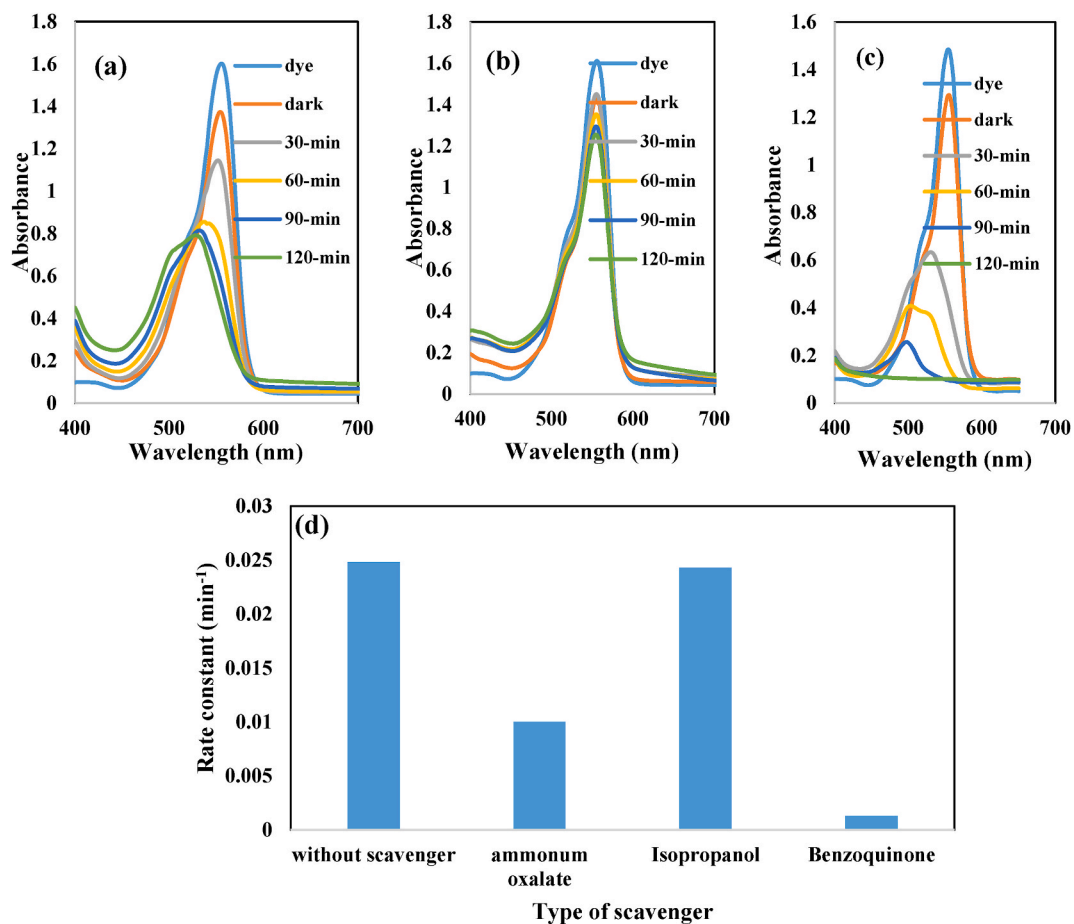 (a)
Absorbance
1.8
1.6
1.4
1.2
1
0.8
0.6
0.4
0.2
0
400
500
600
700
Wavelength (nm)
dye
dark
30-min
60-min
90-min
120-min
(b)
Absorbance
1.8
1.6
1.4
1.2
1
0.8
0.6
0.4
0.2
0
400
500
600
700
Wavelength (nm)
dye
dark
30-min
60-min
90-min
120-min
(c)
Absorbance
1.6
1.4
1.2
1
0.8
0.6
0.4
0.2
0
400
500
600
700
Wavelength (nm)
dye
dark
30-min
60-min
90-min
120-min
(d)
Rate constant (min⁻¹)
0.03
0.025
0.02
0.015
0.01
0.005
0
without scavenger
ammonum
oxalate
Isopropanol
Benzoquinone
Type of scavenger